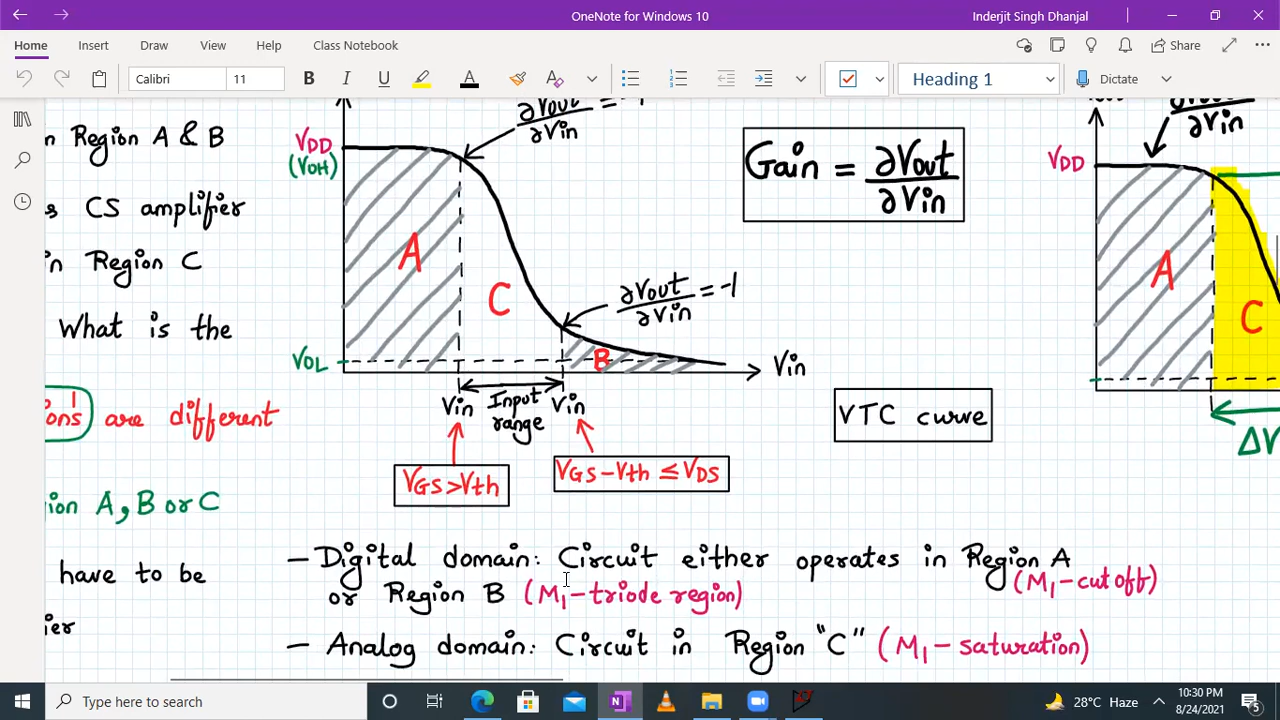 OneNote for Windows 10
Inderjit Singh Dhanjal
Home
Insert
Draw
View
Help
Class Notebook
Share
Calibri
11
B
I
U
A
Heading 1
Dictate
n Region A & B
s CS amplifier
in Region C
What is the
ons! are different
ion A, B or C
have to be
ier
∂Vout
∂Vin
VDD
(VOH)
A
C
B
∂Vout/∂Vin = -1
VOL
Vin
Vin
Input range
Vin
VGS>Vth
VGS-Vth ≤ VDS
Gain = ∂Vout/∂Vin
VTC curve
∂Vin
VDD
A
C
ΔV
- Digital domain: Circuit either operates in Region A
(M1-cut off)
or Region B (M1-triode region)
- Analog domain: Circuit in Region "C" (M1-saturation)
Type here to search
28°C Haze
10:30 PM
8/24/2021
5